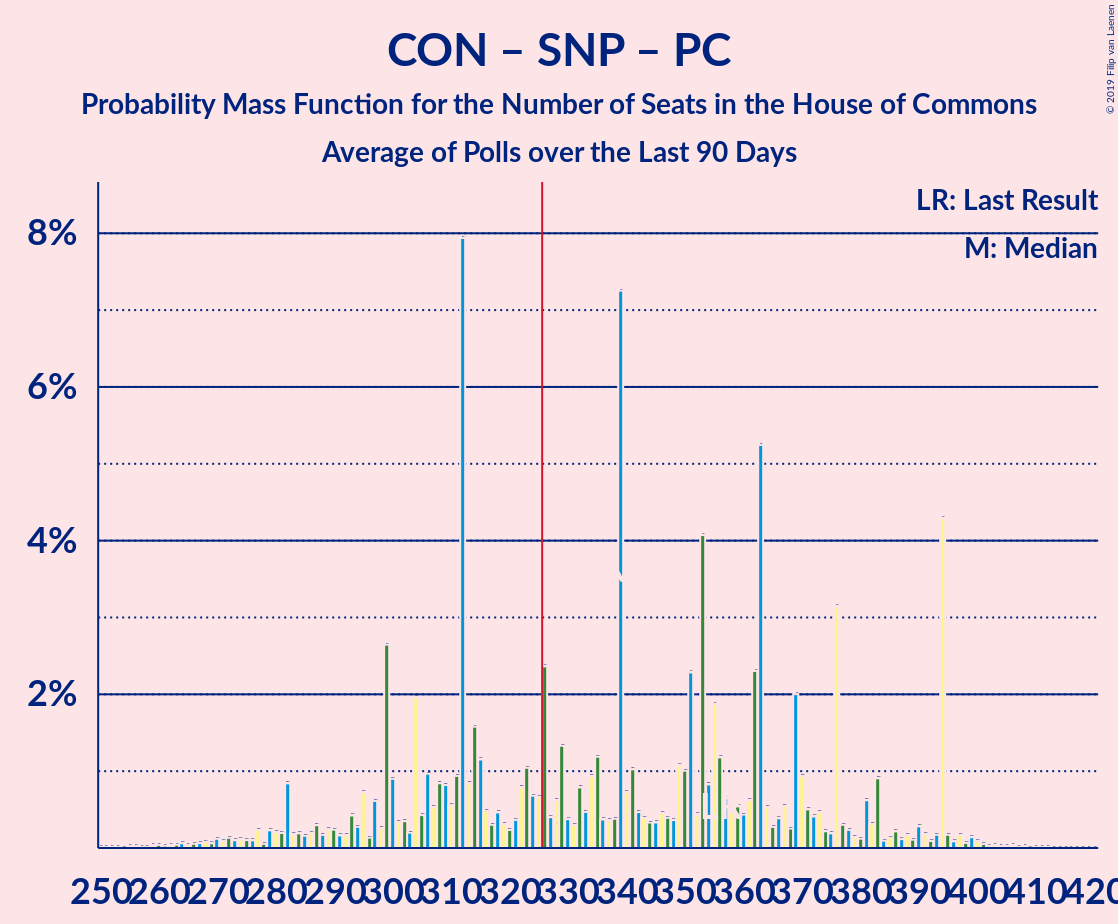 CON – SNP – PC
Probability Mass Function for the Number of Seats in the House of Commons
Average of Polls over the Last 90 Days
© 2019 Filip van Laenen
LR: Last Result
M: Median
8%
6%
4%
2%
250 260 270 280 290 300 310 320 330 340 350 360 370 380 390 400 410 420